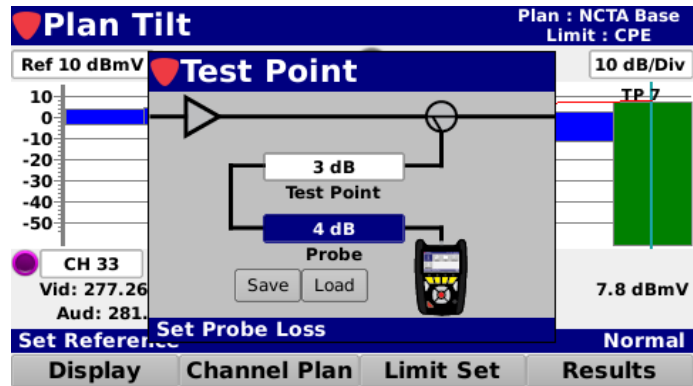 Plan Tilt
Plan : NCTA Base
Limit : CPE
Ref 10 dBmV
Test Point
10 dB/Div
10
0
-10
-20
-30
-40
-50
TP 7
3 dB
Test Point
4 dB
Probe
Save
Load
CH 33
Vid: 277.26
Aud: 281.
7.8 dBmV
Set Probe Loss
Set Reference
Normal
Display
Channel Plan
Limit Set
Results